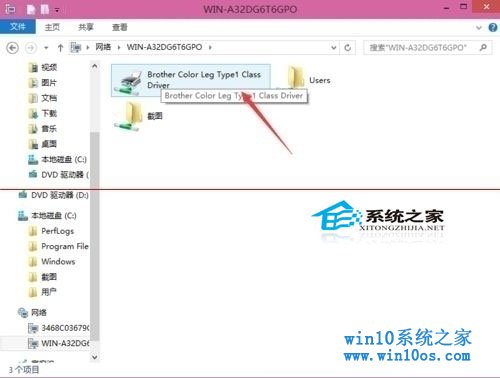 WIN-A32DG6T6GPO
文件
主页
共享
查看
网络 ▸ WIN-A32DG6T6GPO ▸
搜索"WIN-A32DG6T6GPO"
视频
图片
文档
下载
音乐
桌面
本地磁盘 (C:)
DVD 驱动器 (D:)
DVD 驱动器 (D:)
本地磁盘 (C:)
PerfLogs
Program File
Windows
截图
用户
网络
3468C03679C
WIN-A32DG6
Brother Color Leg Type1 Class
Driver
Users
Brother Color Leg Type1 Class Driver
截图
系统之家
XITONGZHIJIA.NET
win10系统之家
www.win10os.com
3 个项目